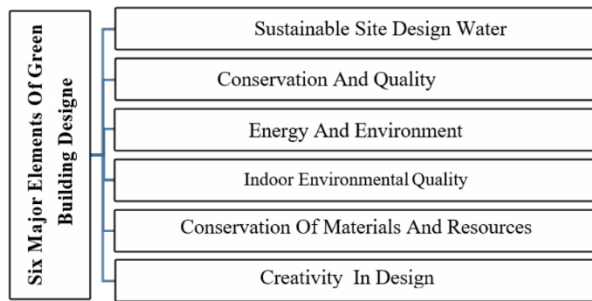 Six Major Elements Of Green
Building Designe
Sustainable Site Design Water
Conservation And Quality
Energy And Environment
Indoor Environmental Quality
Conservation Of Materials And Resources
Creativity In Design